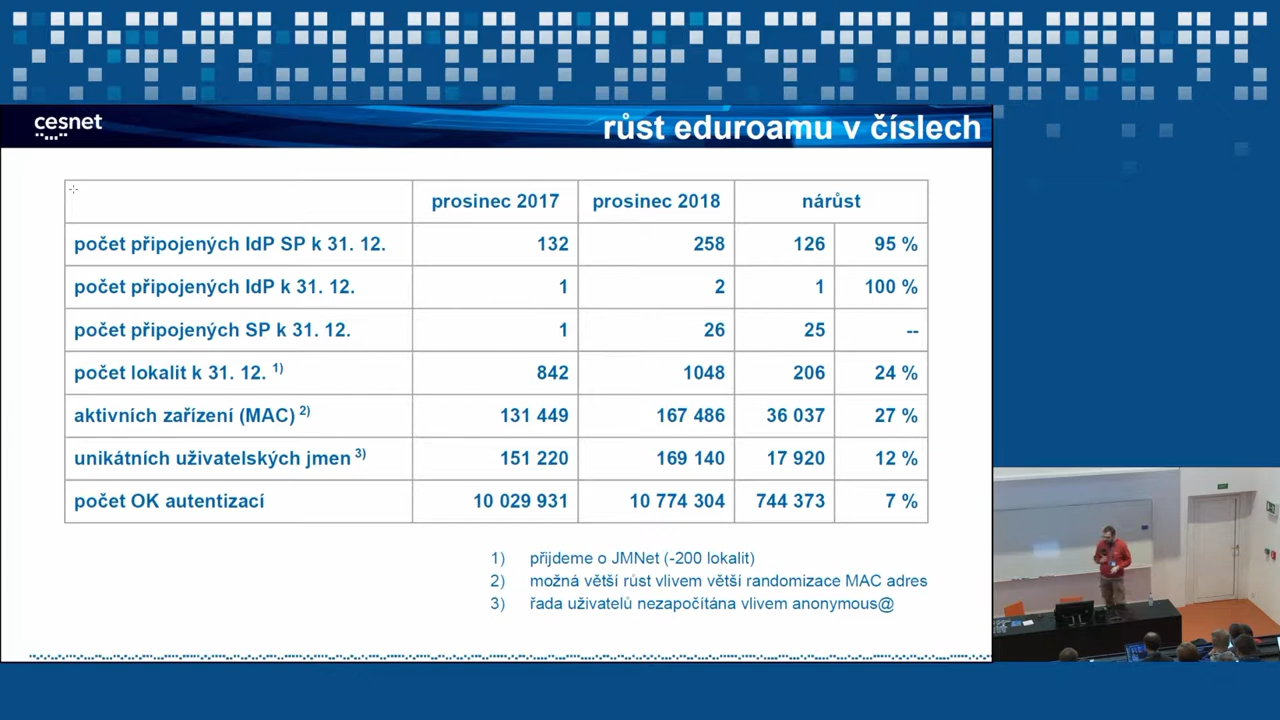 cesnet
růst eduroamu v číslech
prosinec 2017 prosinec 2018 nárůst
počet připojených IdP SP k 31. 12. 132 258 126 95 %
počet připojených IdP k 31. 12. 1 2 1 100 %
počet připojených SP k 31. 12. 1 26 25 --
počet lokalit k 31. 12. 1) 842 1048 206 24 %
aktivních zařízení (MAC) 2) 131 449 167 486 36 037 27 %
unikátních uživatelských jmen 3) 151 220 169 140 17 920 12 %
počet OK autentizací 10 029 931 10 774 304 744 373 7 %
1) přijdeme o JMNet (-200 lokalit)
2) možná větší růst vlivem větší randomizace MAC adres
3) řada uživatelů nezapočítána vlivem anonymous@